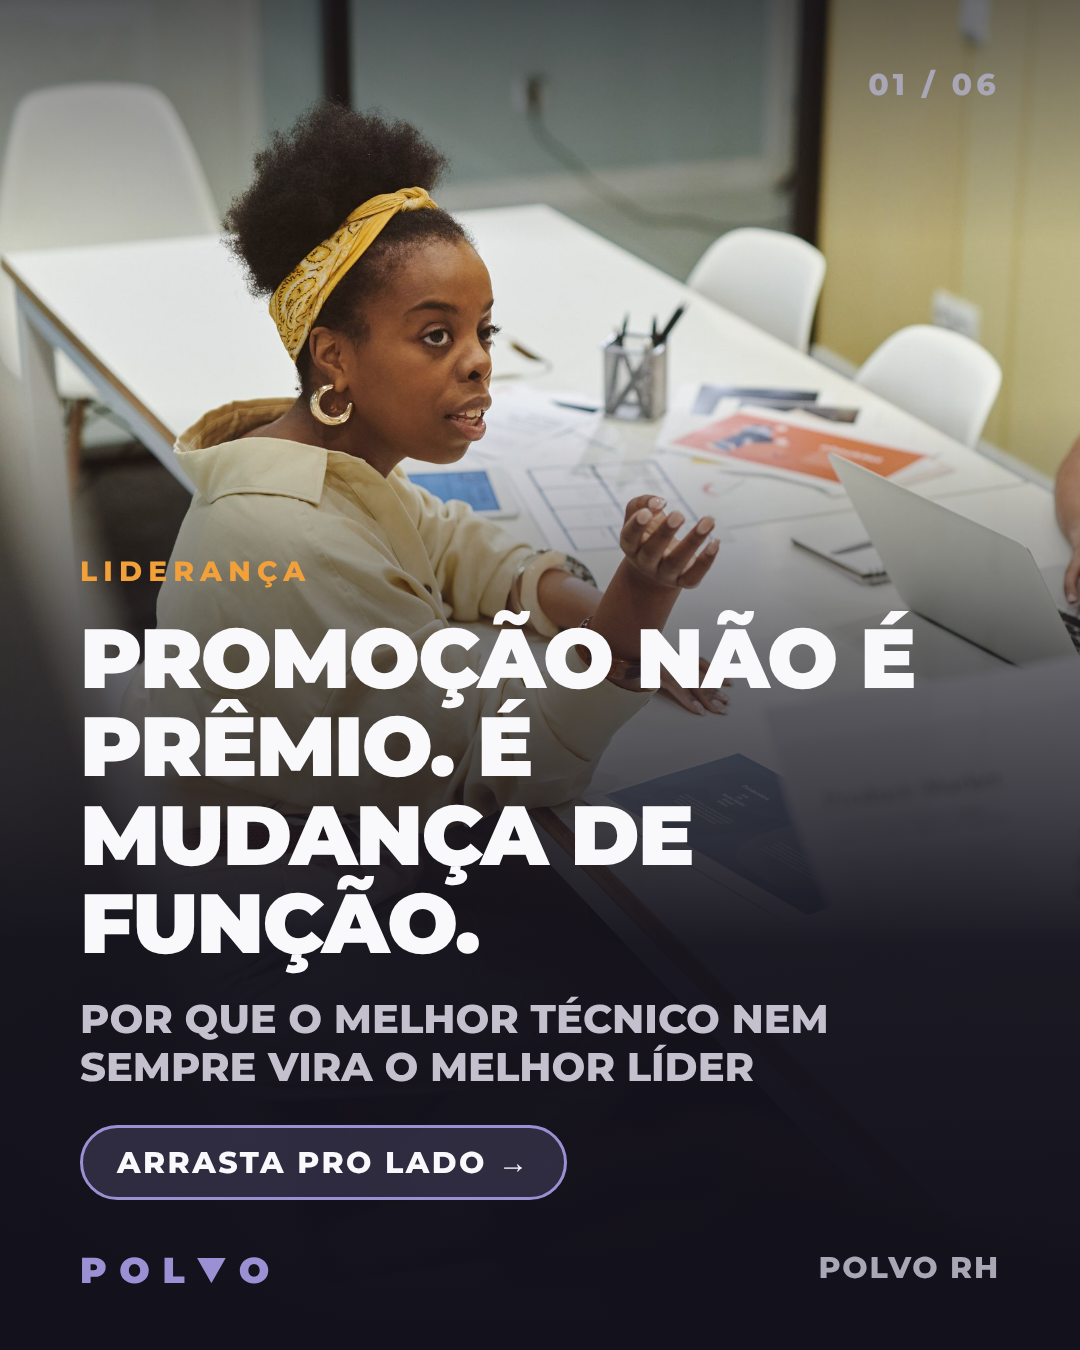 01 / 06
LIDERANÇA
PROMOÇÃO NÃO É
PRÊMIO. É
MUDANÇA DE
FUNÇÃO.
POR QUE O MELHOR TÉCNICO NEM
SEMPRE VIRA O MELHOR LÍDER
ARRASTA PRO LADO →
POLVO
POLVO RH